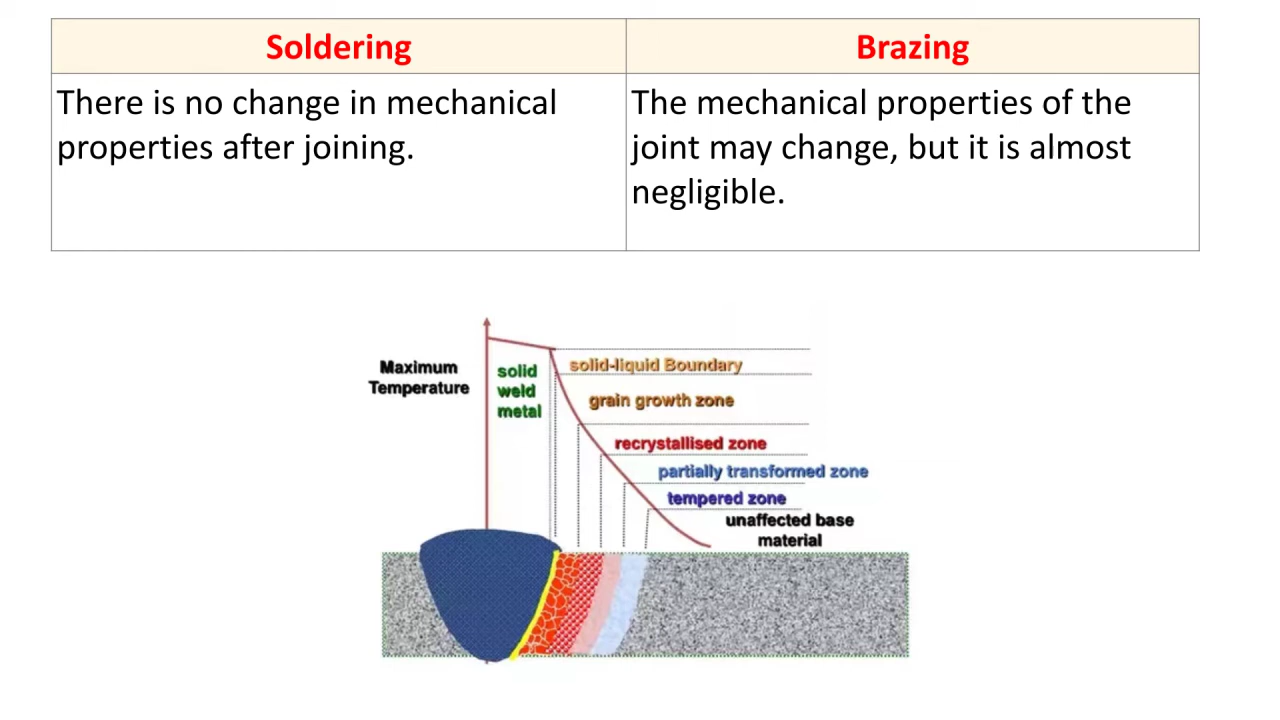 Soldering
Brazing
There is no change in mechanical
properties after joining.
The mechanical properties of the
joint may change, but it is almost
negligible.
Maximum
Temperature
solid
weld
metal
solid-liquid Boundary
grain growth zone
recrystallised zone
partially transformed zone
tempered zone
unaffected base
material